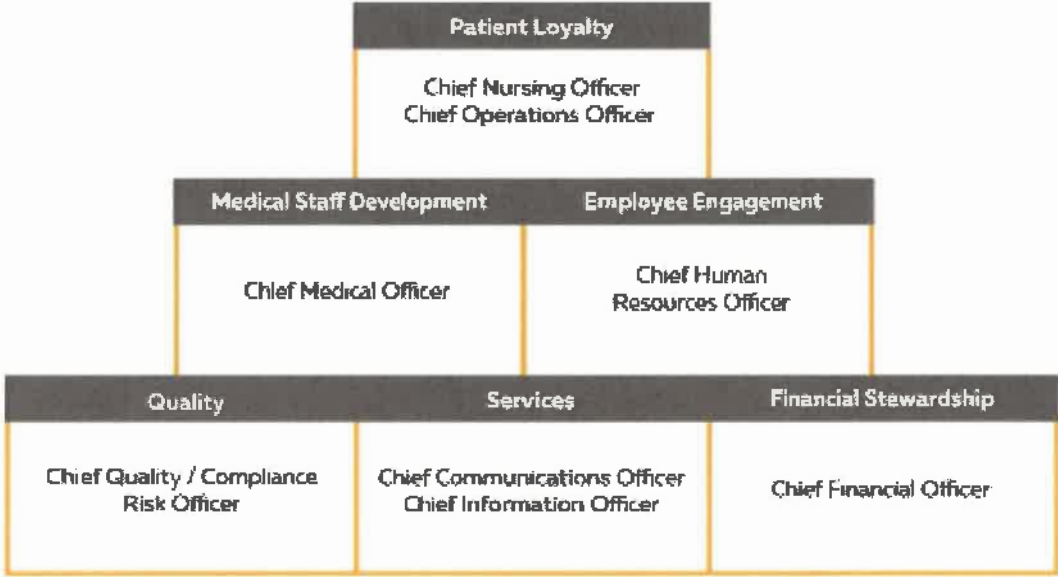 Patient Loyalty
Chief Nursing Officer
Chief Operations Officer
Medical Staff Development
Employee Engagement
Chief Medical Officer
Chief Human
Resources Officer
Quality
Services
Financial Stewardship
Chief Quality / Compliance
Risk Officer
Chief Communications Officer
Chief Information Officer
Chief Financial Officer